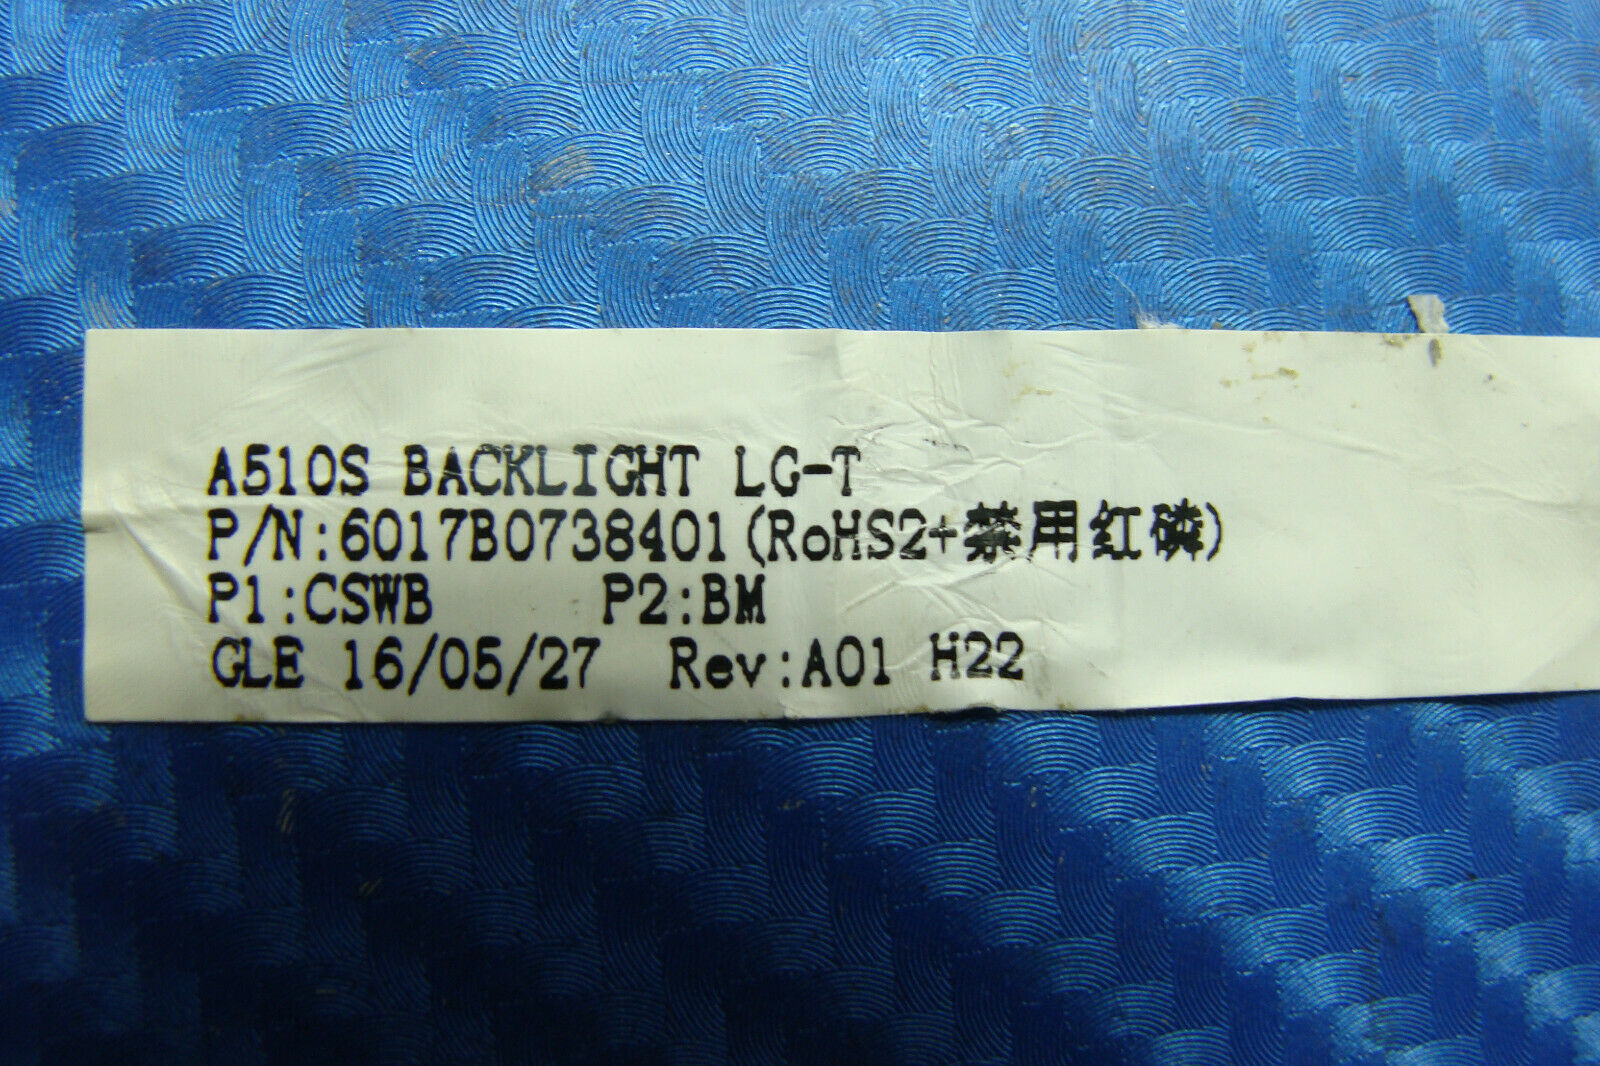 A510S BACKLIGHT LG-T
P/N:6017B0738401(RoHS2+禁用红磷)
P1:CSWB P2:BM
GLE 16/05/27 Rev:A01 H22